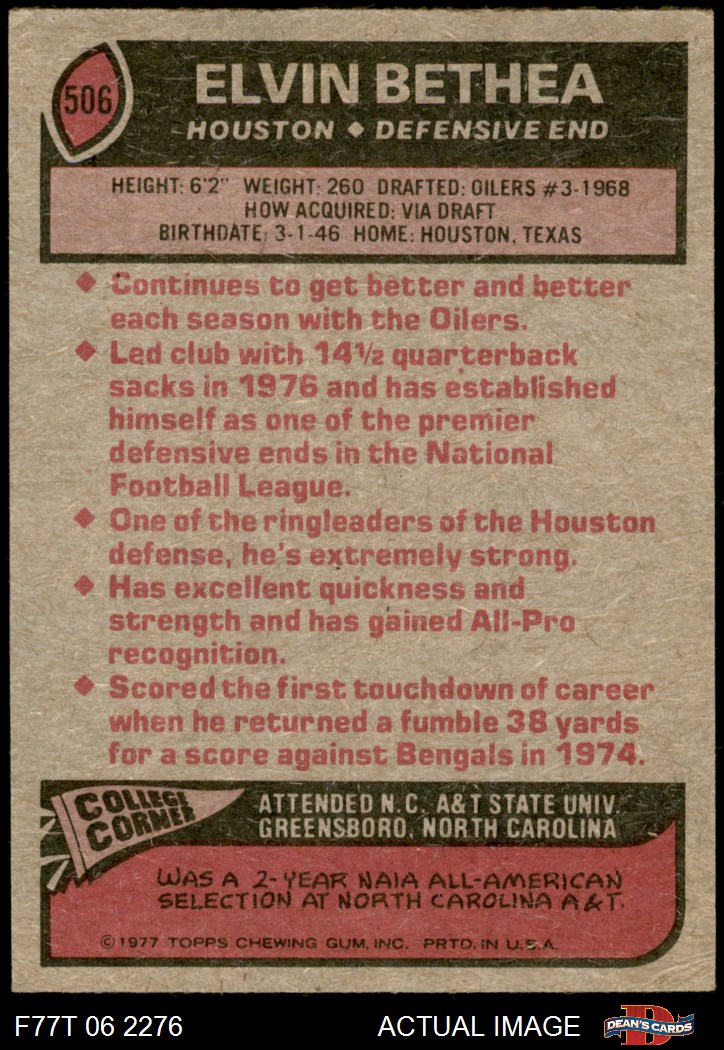 506
ELVIN BETHEA
HOUSTON ◆ DEFENSIVE END
HEIGHT: 6'2" WEIGHT: 260 DRAFTED: OILERS #3-1968
HOW ACQUIRED: VIA DRAFT
BIRTHDATE: 3-1-46 HOME: HOUSTON, TEXAS
◆ Continues to get better and better
each season with the Oilers.
◆ Led club with 14½ quarterback
sacks in 1976 and has established
himself as one of the premier
defensive ends in the National
Football League.
◆ One of the ringleaders of the Houston
defense, he's extremely strong.
◆ Has excellent quickness and
strength and has gained All-Pro
recognition.
◆ Scored the first touchdown of career
when he returned a fumble 38 yards
for a score against Bengals in 1974.
COLLEGE
CORNER
ATTENDED N.C. A&T STATE UNIV.
GREENSBORO, NORTH CAROLINA
WAS A 2-YEAR NAIA ALL-AMERICAN
SELECTION AT NORTH CAROLINA A&T.
©1977 TOPPS CHEWING GUM, INC. PRTD. IN U.S.A.
F77T 06 2276
ACTUAL IMAGE
D
DEAN'S CARDS